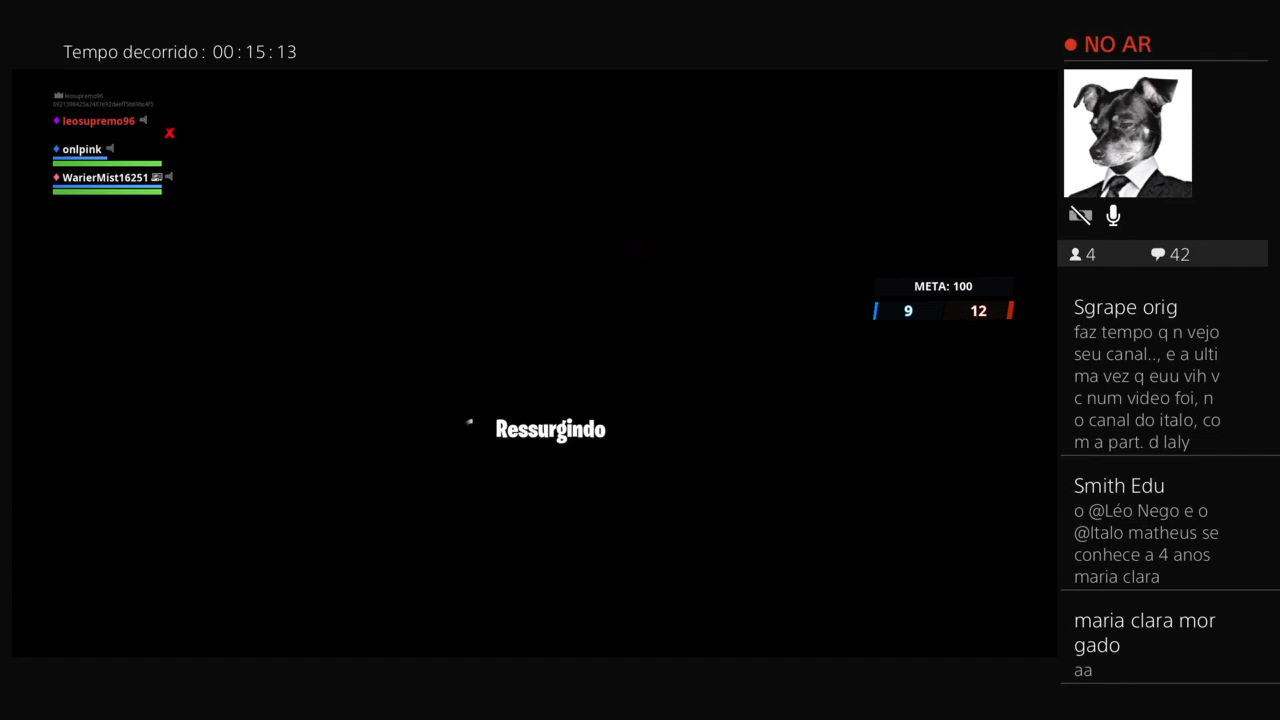 Tempo decorrido: 00:15:13
NO AR
leosupremo96
leosupremo96
x
onlpink
WarierMist16251
4
42
META: 100
9 12
Ressurgindo
Sgrape orig
faz tempo q n vejo
seu canal.., e a ulti
ma vez q euu vih v
c num video foi, n
o canal do italo, co
m a part. d laly
Smith Edu
o @Léo Nego e o
@Italo matheus se
conhece a 4 anos
maria clara
maria clara mor
gado
aa